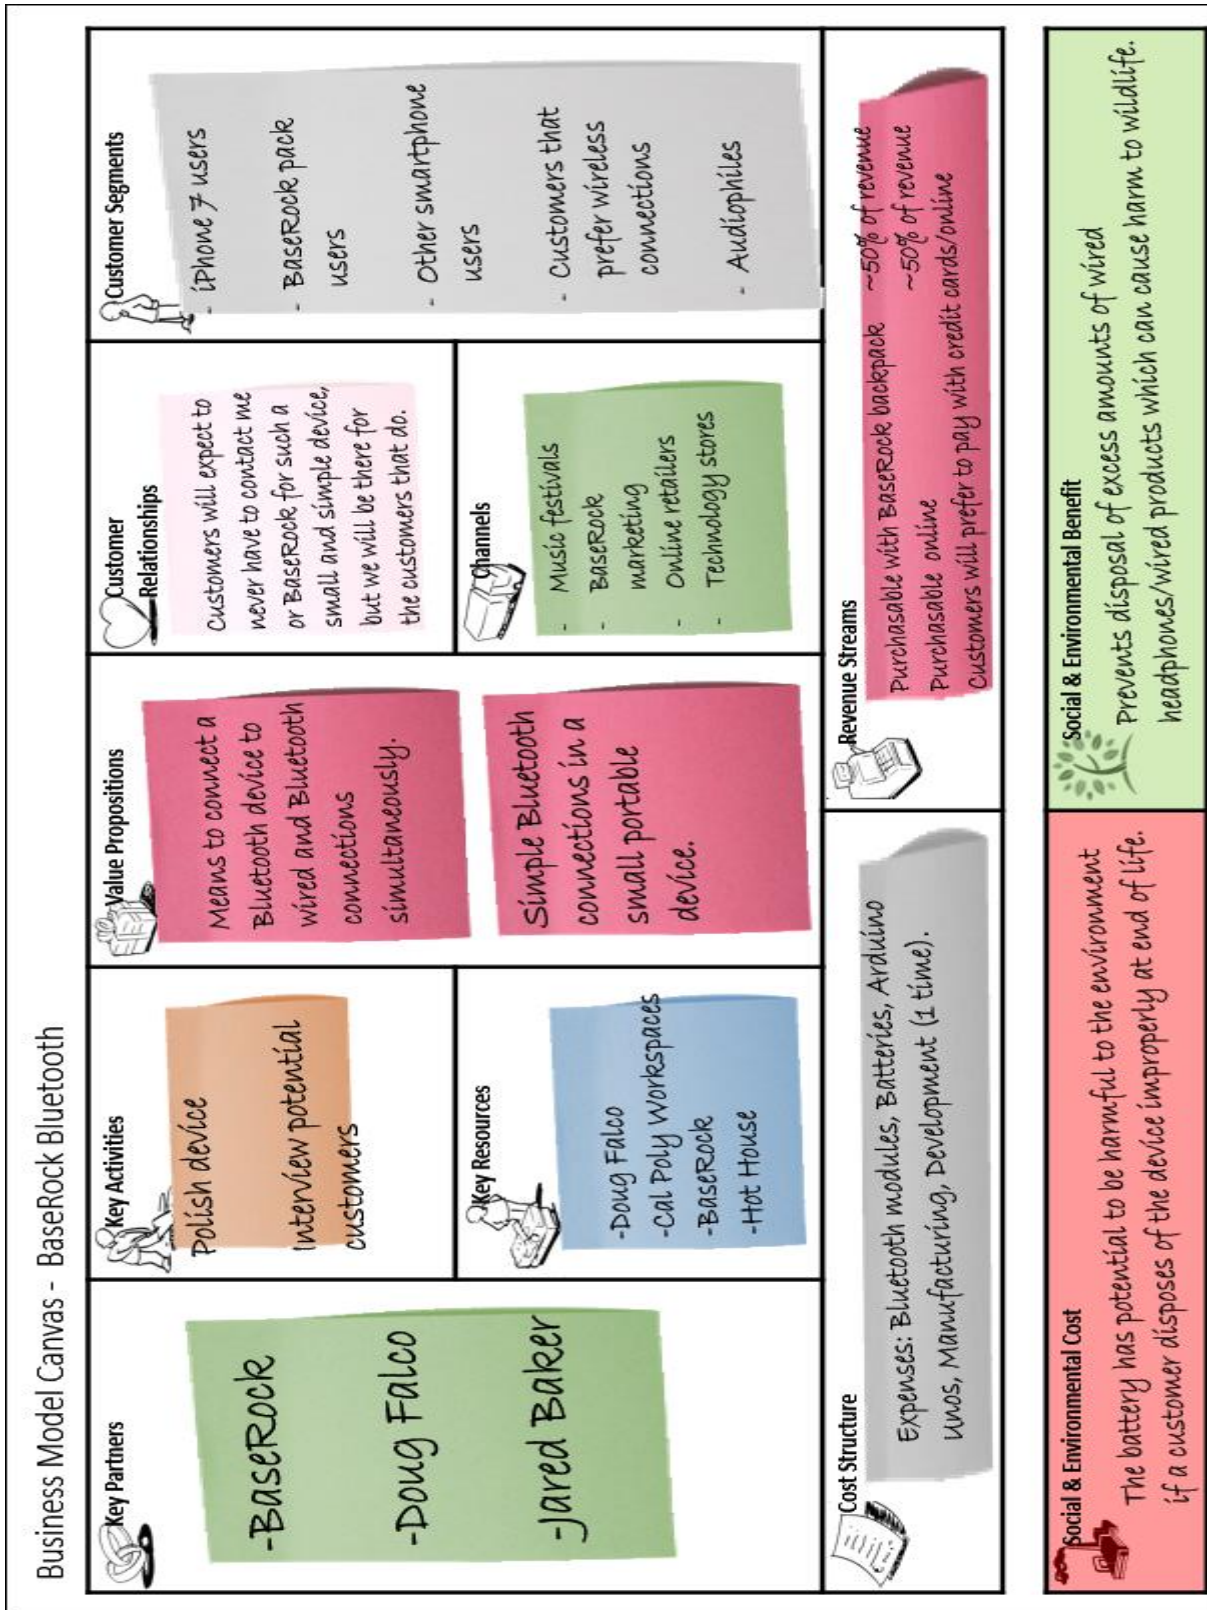 Business Model Canvas - BaseRock Bluetooth
Key Partners
-BaseRock
-Doug Falco
-Jared Baker
Key Activities
Polish device
Interview potential
customers
Key Resources
-Doug Falco
-Cal Poly Workspaces
-BaseRock
-Hot House
Value Propositions
Means to connect a
Bluetooth device to
wired and Bluetooth
connections
simultaneously.
Simple Bluetooth
connections in a
small portable
device.
Customer
Relationships
Customers will expect to
never have to contact me
or BaseRock for such a
small and simple device,
but we will be there for
the customers that do.
Channels
- Music festivals
- BaseRock
marketing
- Online retailers
- Technology stores
Customer Segments
- iPhone 7 users
- BaseRock pack
users
- Other smartphone
users
- Customers that
prefer wireless
connections
- Audiophiles
Cost Structure
Expenses: Bluetooth modules, Batteries, Arduino
Unos, Manufacturing, Development (1 time).
Revenue Streams
Purchasable with BaseRock backpack ~50% of revenue
Purchasable online ~50% of revenue
Customers will prefer to pay with credit cards/online
Social & Environmental Cost
The battery has potential to be harmful to the environment
if a customer disposes of the device improperly at end of life.
Social & Environmental Benefit
Prevents disposal of excess amounts of wired
headphones/wired products which can cause harm to wildlife.